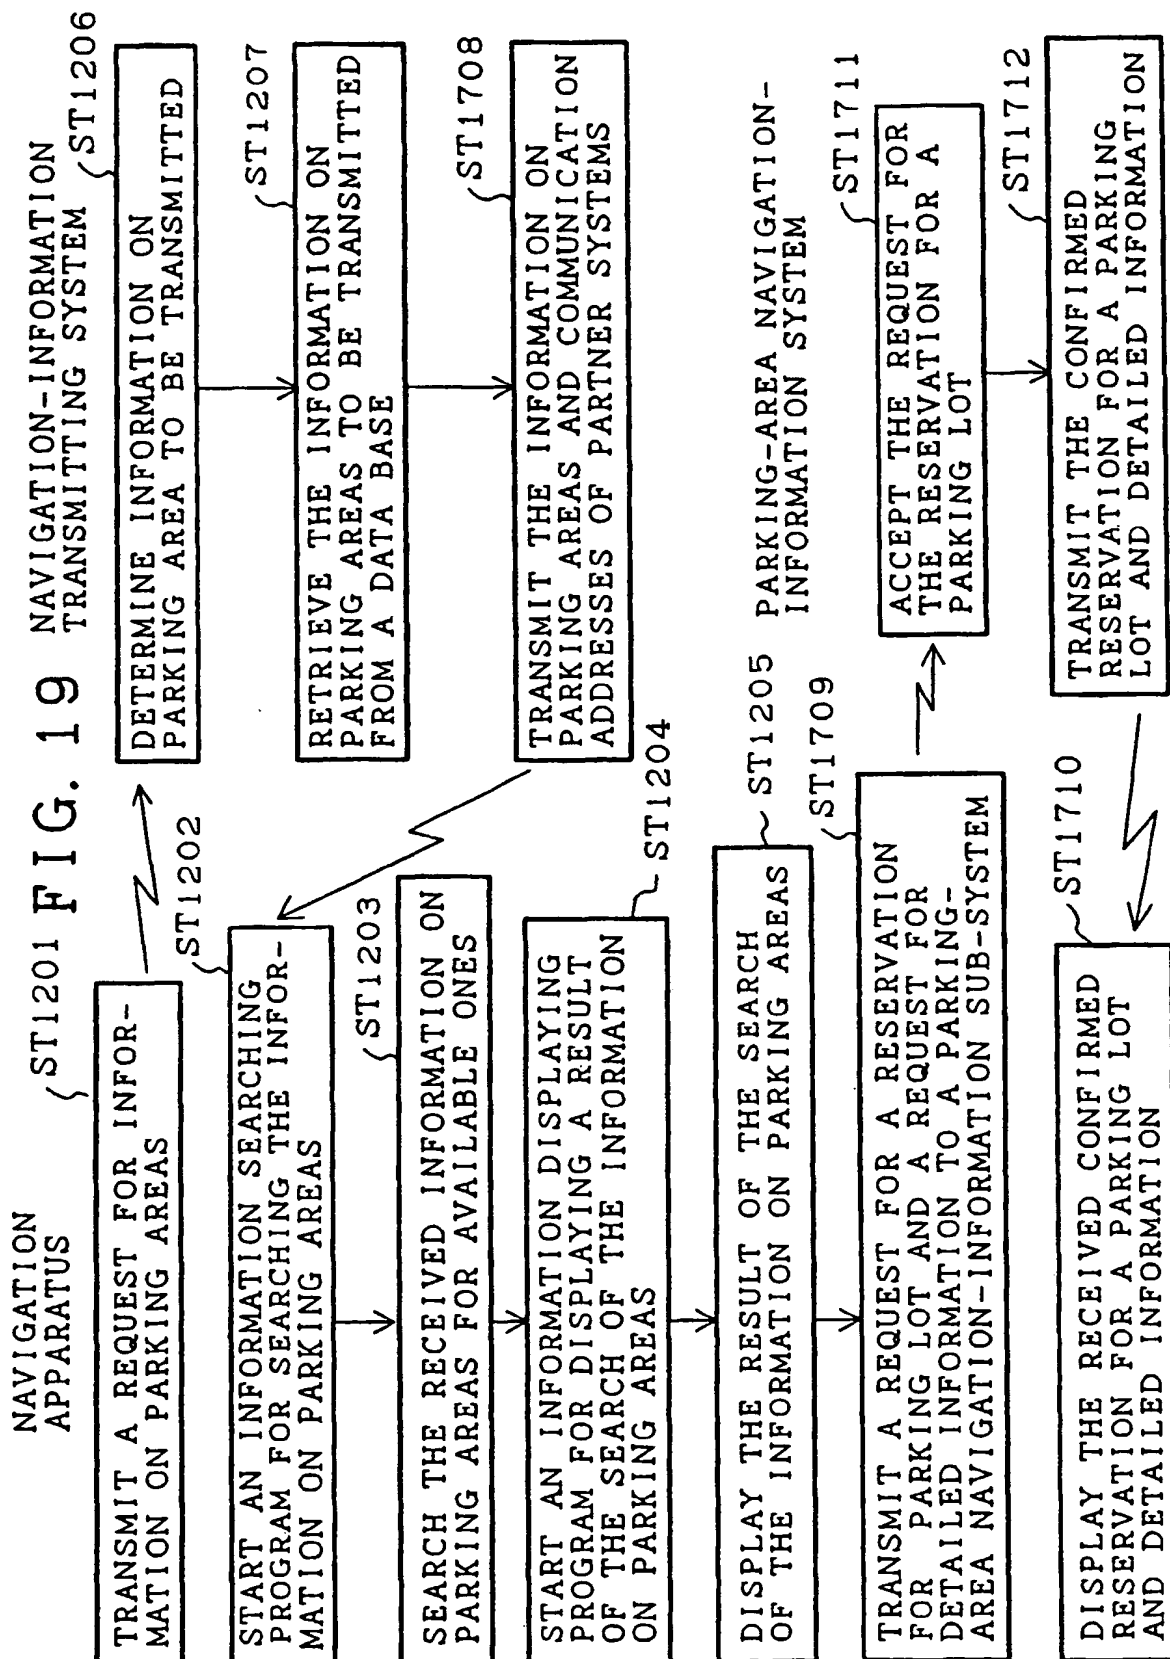 FIG. 19
NAVIGATION
APPARATUS
ST1201
TRANSMIT A REQUEST FOR INFOR-
MATION ON PARKING AREAS
ST1202
START AN INFORMATION SEARCHING
PROGRAM FOR SEARCHING THE INFOR-
MATION ON PARKING AREAS
ST1203
SEARCH THE RECEIVED INFORMATION ON
PARKING AREAS FOR AVAILABLE ONES
ST1204
START AN INFORMATION DISPLAYING
PROGRAM FOR DISPLAYING A RESULT
OF THE SEARCH OF THE INFORMATION
ON PARKING AREAS
ST1205
DISPLAY THE RESULT OF THE SEARCH
OF THE INFORMATION ON PARKING AREAS
ST1709
TRANSMIT A REQUEST FOR A RESERVATION
FOR PARKING LOT AND A REQUEST FOR
DETAILED INFORMATION TO A PARKING-
AREA NAVIGATION-INFORMATION SUB-SYSTEM
ST1710
DISPLAY THE RECEIVED CONFIRMED
RESERVATION FOR A PARKING LOT
AND DETAILED INFORMATION
NAVIGATION-INFORMATION
TRANSMITTING SYSTEM
ST1206
DETERMINE INFORMATION ON
PARKING AREA TO BE TRANSMITTED
ST1207
RETRIEVE THE INFORMATION ON
PARKING AREAS TO BE TRANSMITTED
FROM A DATA BASE
ST1708
TRANSMIT THE INFORMATION ON
PARKING AREAS AND COMMUNICATION
ADDRESSES OF PARTNER SYSTEMS
PARKING-AREA NAVIGATION-
INFORMATION SYSTEM
ST1711
ACCEPT THE REQUEST FOR
THE RESERVATION FOR A
PARKING LOT
ST1712
TRANSMIT THE CONFIRMED
RESERVATION FOR A PARKING
LOT AND DETAILED INFORMATION